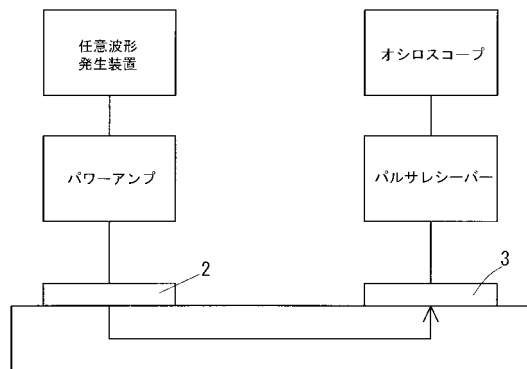 任意波形
発生装置
オシロスコープ
パワーアンプ
パルサレシーバー
2
3